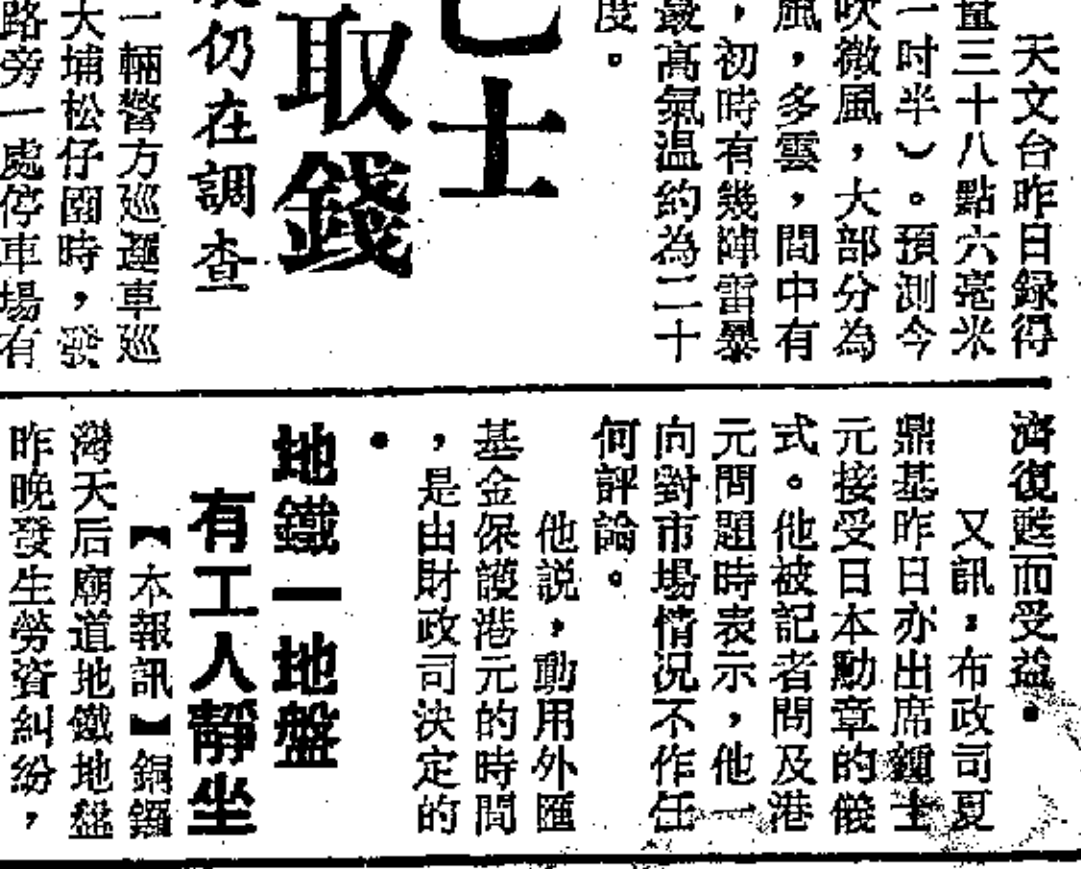 天文台昨日録得
量三十八點六毫米
一吋半）。預測今
吹微風，大部分為
風，多雲，間中有
，初時有幾陣雷暴
最高氣温約為二十
度。
士
取錢
仍在調查
一輛警方巡邏車巡
大埔松仔園時，發
路旁一處停車場有
濟復甦而受益。
又訊：布政司夏
鼎基昨日亦出席鍾士
元接受日本勳章的儀
式。他被記者問及港
元問題時表示，他一
向對市場情況不作任
何評論。
他説，動用外匯
基金保護港元的時間
，是由財政司決定的
。
地鐵一地盤
有工人靜坐
【本報訊】銅鑼
灣天后廟道地鐵地盤
昨晚發生勞資糾紛，